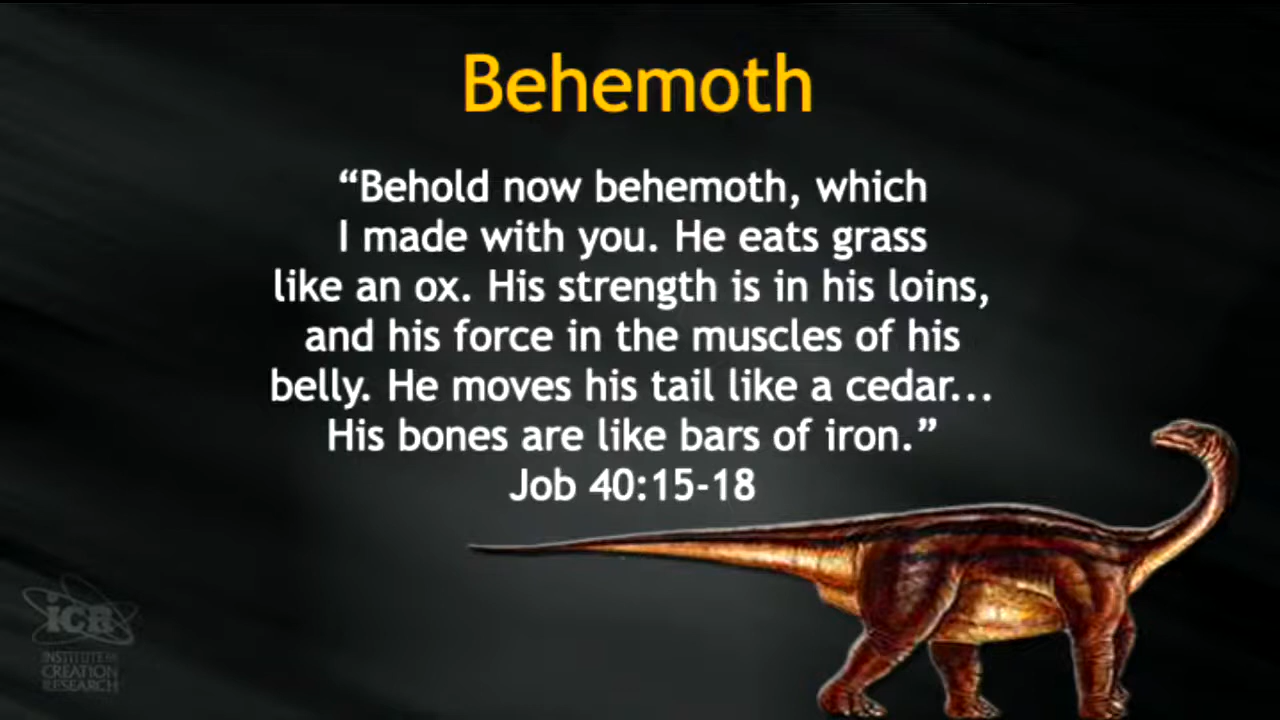 Behemoth
“Behold now behemoth, which
I made with you. He eats grass
like an ox. His strength is in his loins,
and his force in the muscles of his
belly. He moves his tail like a cedar...
His bones are like bars of iron.”
Job 40:15-18
iCR
INSTITUTE for
CREATION
RESEARCH